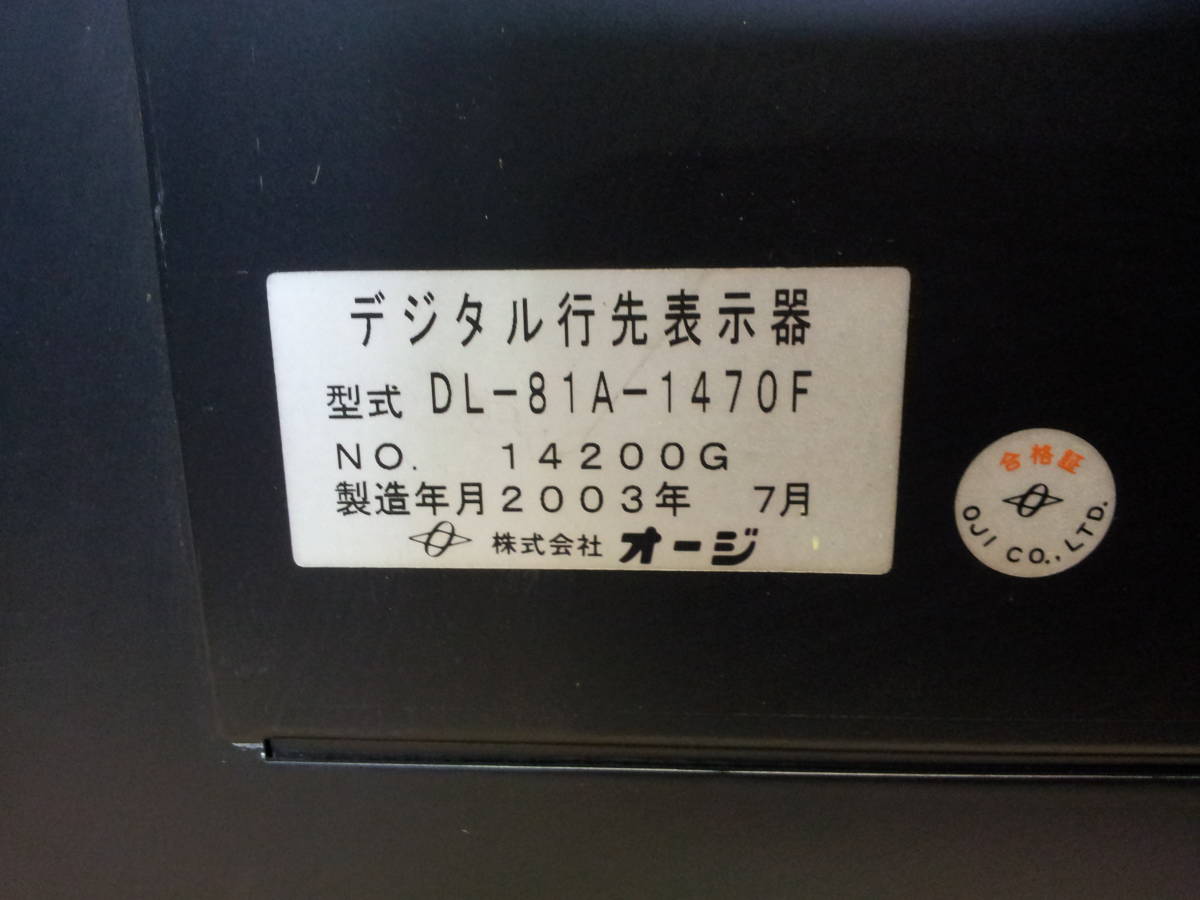 デジタル行先表示器
型式 DL-81A-1470F
NO. 14200G
製造年月2003年 7月
株式会社 オージ
合格証
OJI CO., LTD.